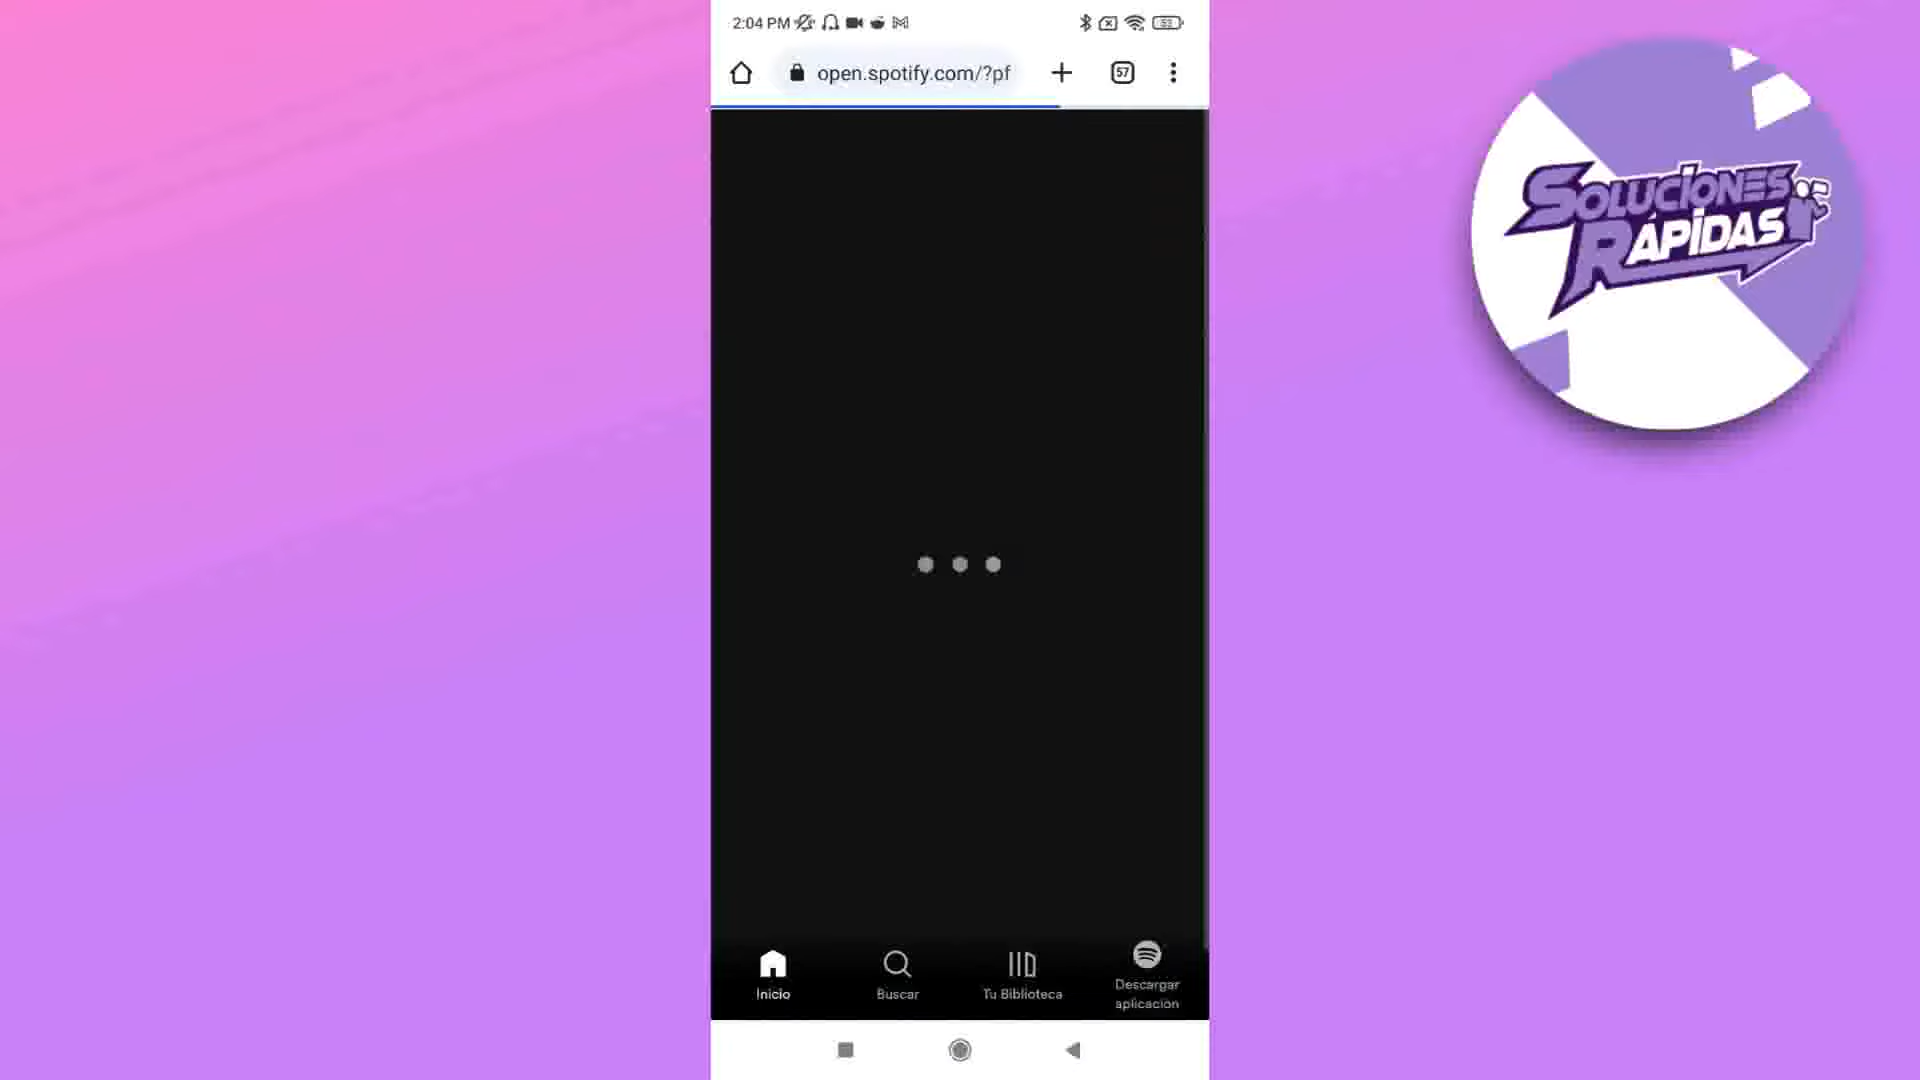 2:04 PM
open.spotify.com/?pf
57
SOLUCIONES
RÁPIDAS
Inicio
Buscar
Tu Biblioteca
Descargar
aplicación